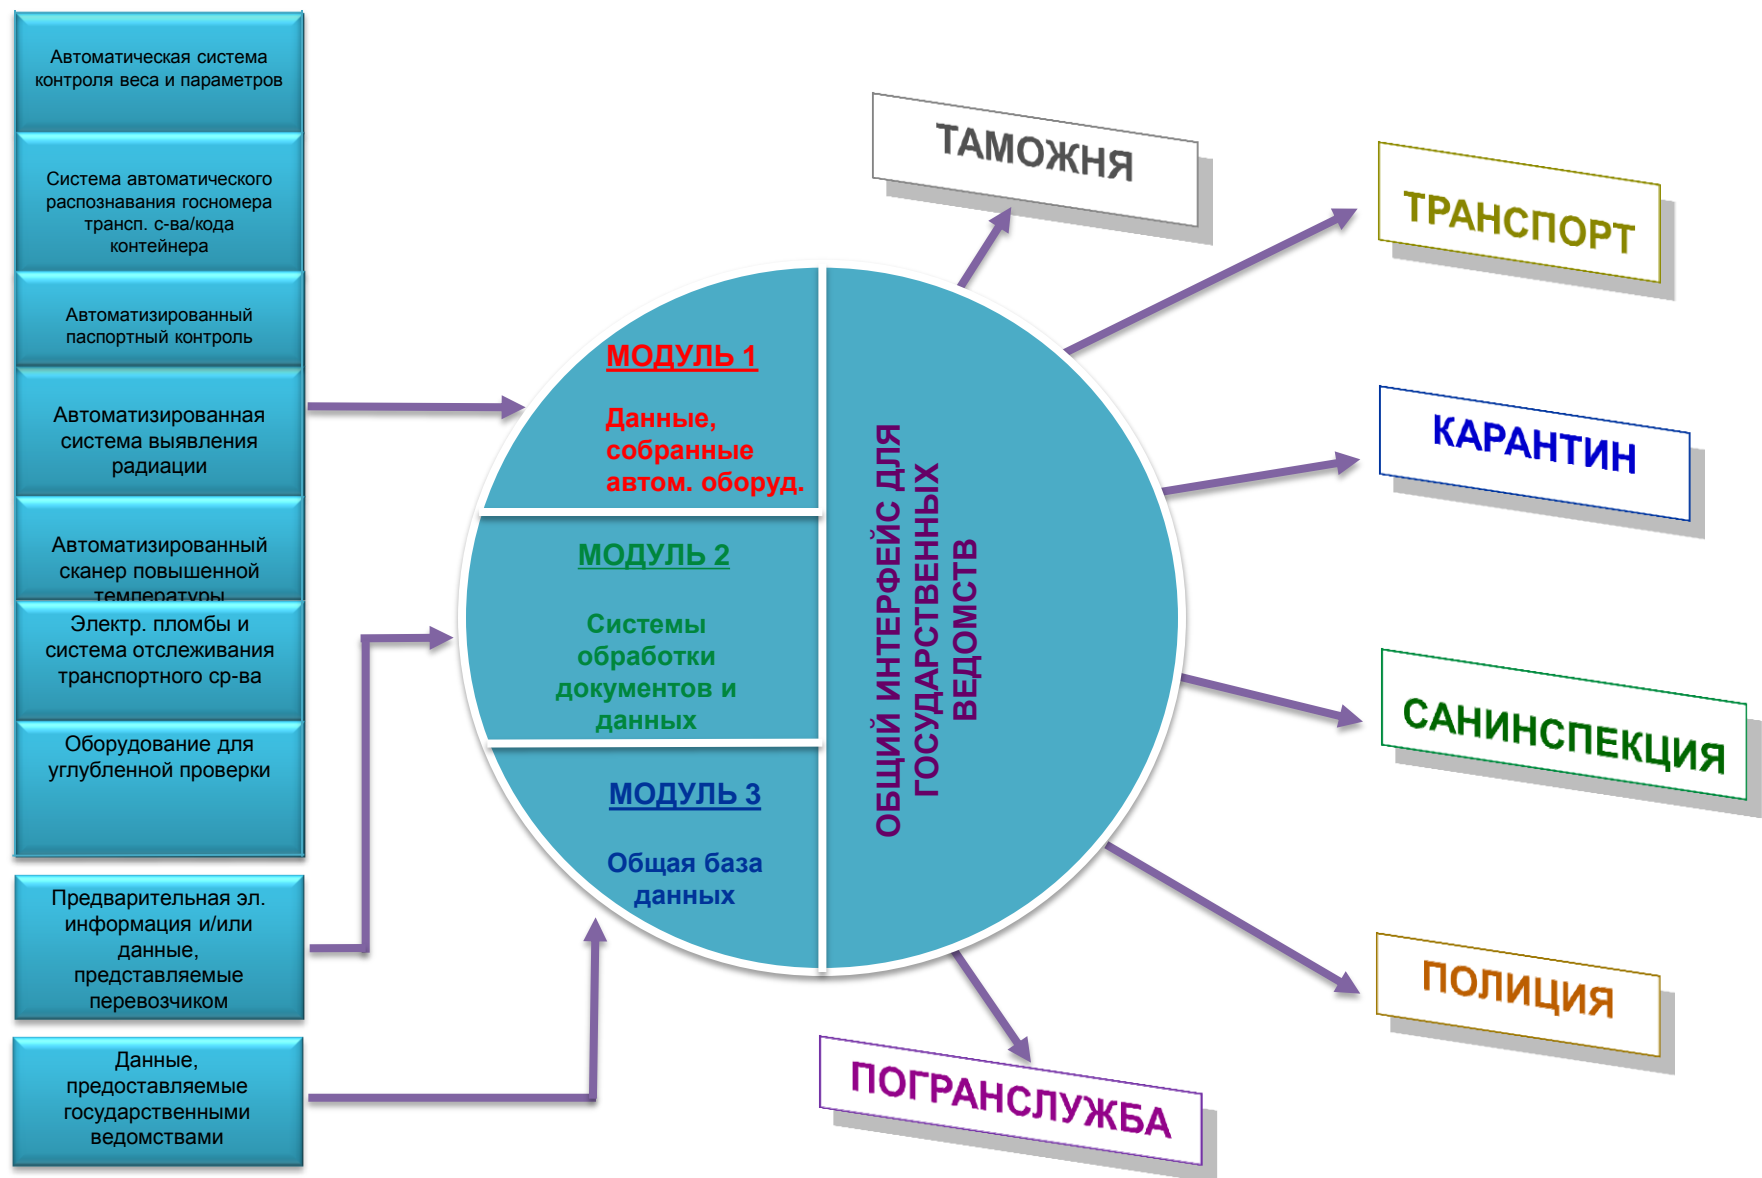 Автоматическая система
контроля веса и параметров
Система автоматического
распознавания госномера
трансп. с-ва/кода
контейнера
Автоматизированный
паспортный контроль
Автоматизированная
система выявления
радиации
Автоматизированный
сканер повышенной
температуры
Электр. пломбы и
система отслеживания
транспортного ср-ва
Оборудование для
углубленной проверки
Предварительная эл.
информация и/или
данные,
представляемые
перевозчиком
Данные,
предоставляемые
государственными
ведомствами
МОДУЛЬ 1
Данные,
собранные
автом. оборуд.
МОДУЛЬ 2
Системы
обработки
документов и
данных
МОДУЛЬ 3
Общая база
данных
ОБЩИЙ ИНТЕРФЕЙС ДЛЯ
ГОСУДАРСТВЕННЫХ
ВЕДОМСТВ
ТАМОЖНЯ
ТРАНСПОРТ
КАРАНТИН
САНИНСПЕКЦИЯ
ПОЛИЦИЯ
ПОГРАНСЛУЖБА